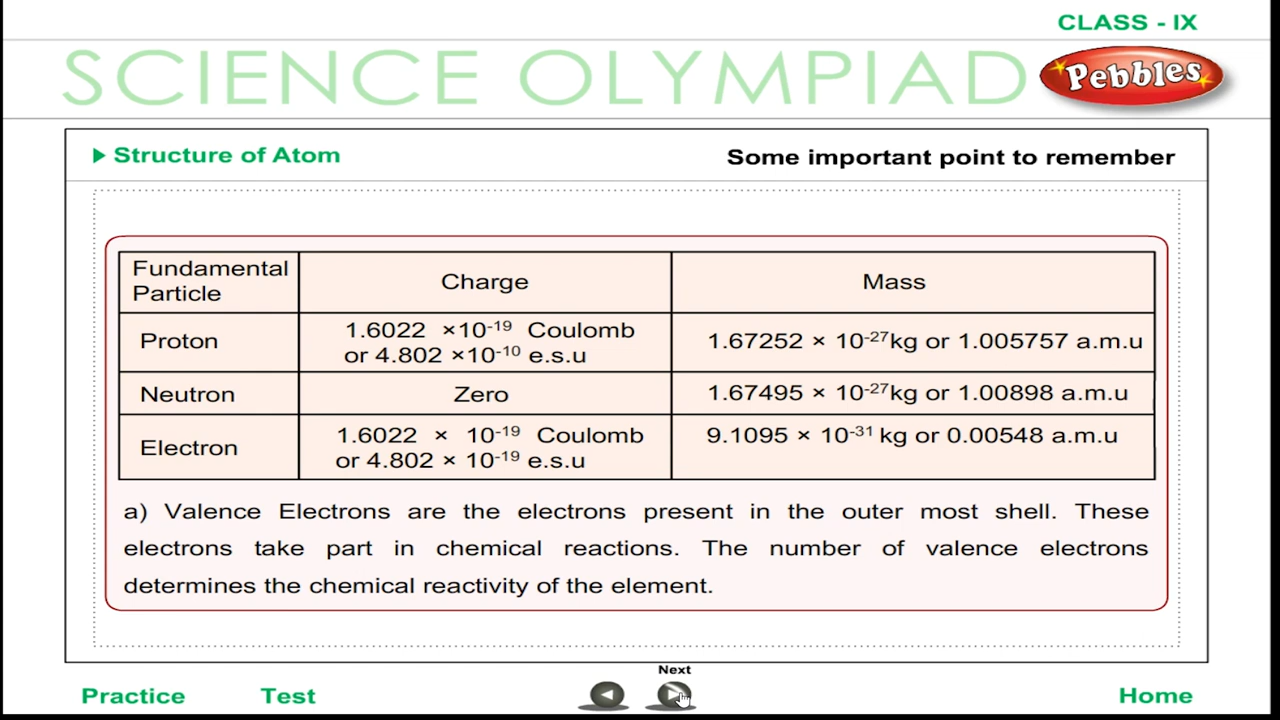 CLASS - IX
SCIENCE OLYMPIAD
Pebbles
Structure of Atom
Some important point to remember
Fundamental Particle Charge Mass
Proton 1.6022 ×10⁻¹⁹ Coulomb or 4.802 ×10⁻¹⁰ e.s.u 1.67252 × 10⁻²⁷kg or 1.005757 a.m.u
Neutron Zero 1.67495 × 10⁻²⁷kg or 1.00898 a.m.u
Electron 1.6022 × 10⁻¹⁹ Coulomb or 4.802 × 10⁻¹⁹ e.s.u 9.1095 × 10⁻³¹ kg or 0.00548 a.m.u
a) Valence Electrons are the electrons present in the outer most shell. These
electrons take part in chemical reactions. The number of valence electrons
determines the chemical reactivity of the element.
Next
Practice Test Home